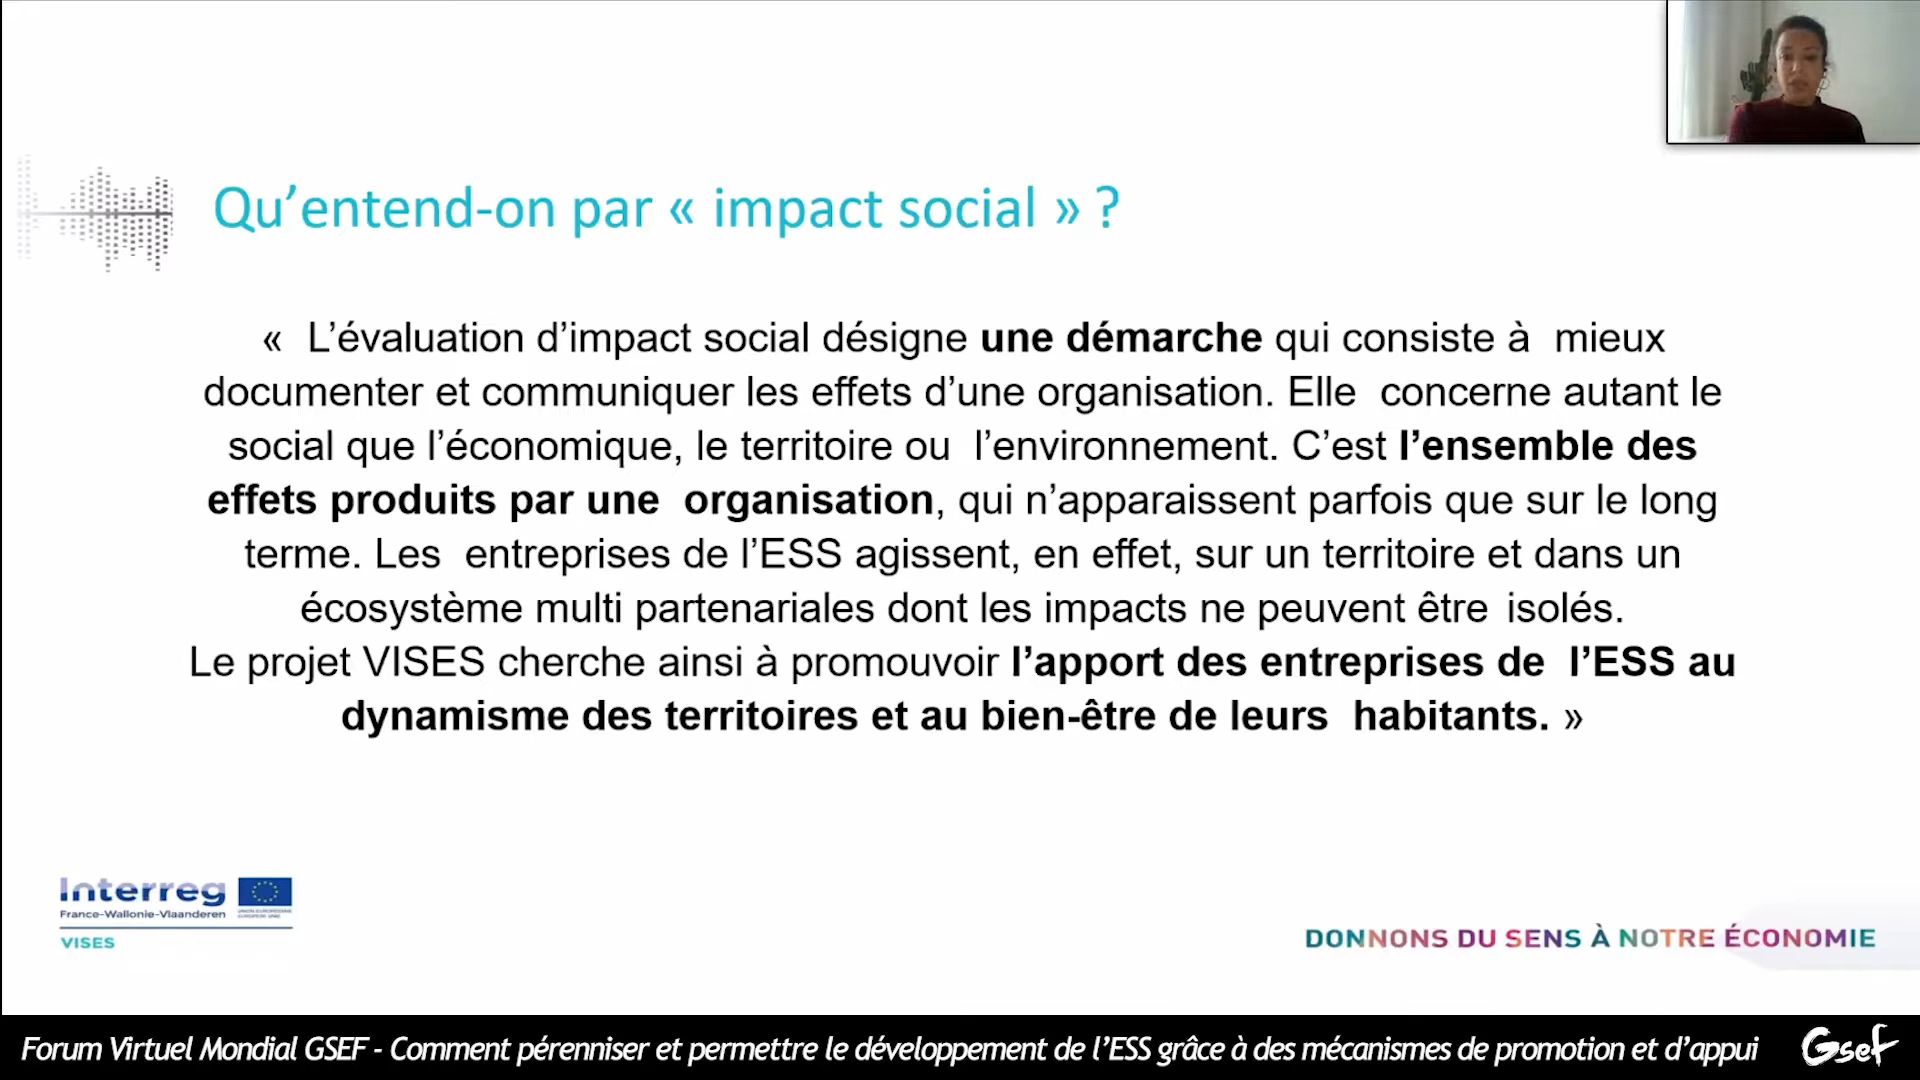 Qu’entend-on par « impact social » ?
« L’évaluation d’impact social désigne une démarche qui consiste à mieux
documenter et communiquer les effets d’une organisation. Elle concerne autant le
social que l’économique, le territoire ou l’environnement. C’est l’ensemble des
effets produits par une organisation, qui n’apparaissent parfois que sur le long
terme. Les entreprises de l’ESS agissent, en effet, sur un territoire et dans un
écosystème multi partenariales dont les impacts ne peuvent être isolés.
Le projet VISES cherche ainsi à promouvoir l’apport des entreprises de l’ESS au
dynamisme des territoires et au bien-être de leurs habitants. »
Interreg
France-Wallonie-Vlaanderen
VISES
DONNONS DU SENS À NOTRE ÉCONOMIE
Forum Virtuel Mondial GSEF - Comment pérenniser et permettre le développement de l’ESS grâce à des mécanismes de promotion et d’appui
Gsef